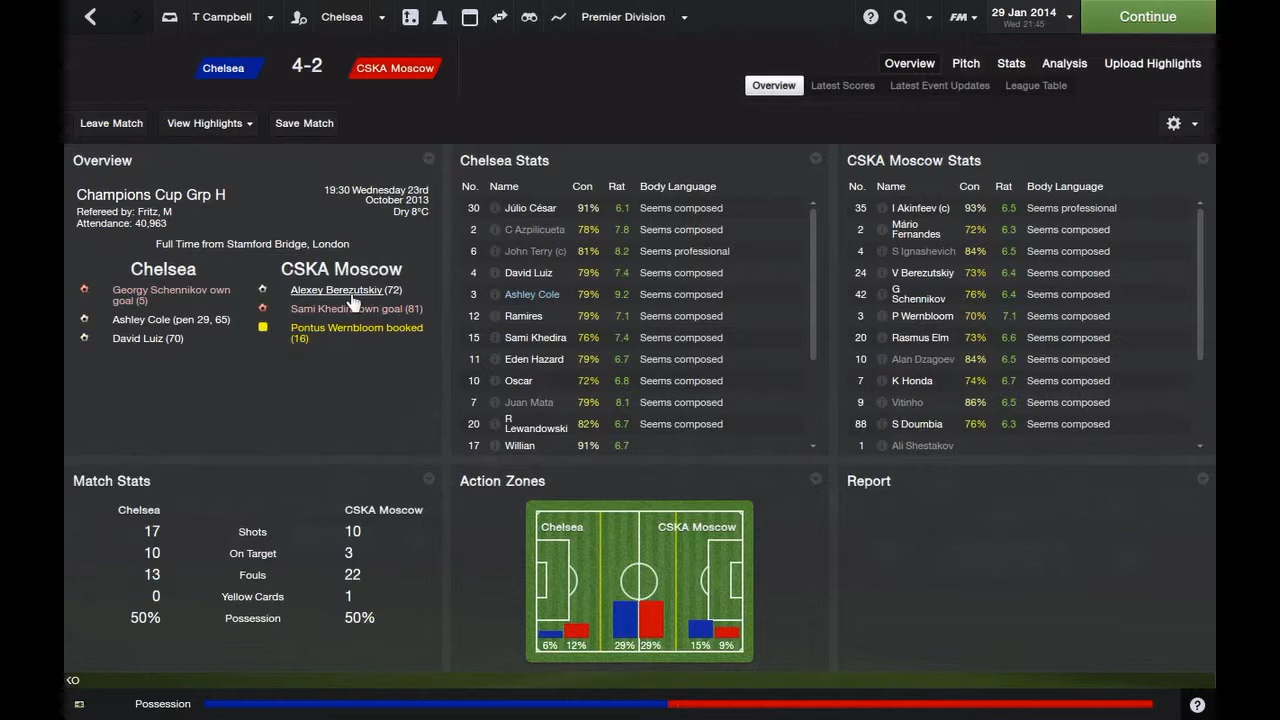 T Campbell
Chelsea
Premier Division
FM
29 Jan 2014
Wed 21:45
Continue
Chelsea
4-2
CSKA Moscow
Overview
Pitch
Stats
Analysis
Upload Highlights
Overview
Latest Scores
Latest Event Updates
League Table
Leave Match
View Highlights
Save Match
Overview
Champions Cup Grp H
Refereed by: Fritz, M
Attendance: 40,963
19:30 Wednesday 23rd
October 2013
Dry 8°C
Full Time from Stamford Bridge, London
Chelsea
Georgy Schennikov own
goal (5)
Ashley Cole (pen 29, 65)
David Luiz (70)
CSKA Moscow
Alexey Berezutskiy (72)
Sami Khedira own goal (81)
Pontus Wernbloom booked
(16)
Chelsea Stats
No. Name Con Rat Body Language
30 Júlio César 91% 6.1 Seems composed
2 C Azpilicueta 78% 7.8 Seems composed
6 John Terry (c) 81% 8.2 Seems professional
4 David Luiz 79% 7.4 Seems composed
3 Ashley Cole 79% 9.2 Seems composed
12 Ramires 79% 7.1 Seems composed
15 Sami Khedira 76% 7.4 Seems composed
11 Eden Hazard 79% 6.7 Seems composed
10 Oscar 72% 6.8 Seems composed
7 Juan Mata 79% 8.1 Seems composed
20 R
Lewandowski 82% 6.7 Seems composed
17 Willian 91% 6.7
CSKA Moscow Stats
No. Name Con Rat Body Language
35 I Akinfeev (c) 93% 6.5 Seems professional
2 Mário
Fernandes 72% 6.3 Seems composed
4 S Ignashevich 84% 6.5 Seems composed
24 V Berezutskiy 73% 6.4 Seems composed
42 G
Schennikov 76% 6.4 Seems composed
3 P Wernbloom 70% 7.1 Seems composed
20 Rasmus Elm 73% 6.6 Seems composed
10 Alan Dzagoev 84% 6.5 Seems composed
7 K Honda 74% 6.7 Seems composed
9 Vitinho 86% 6.5 Seems composed
88 S Doumbia 76% 6.3 Seems composed
1 Ali Shestakov
Match Stats
Chelsea CSKA Moscow
17 Shots 10
10 On Target 3
13 Fouls 22
0 Yellow Cards 1
50% Possession 50%
Action Zones
Chelsea CSKA Moscow
6% 12% 29% 29% 15% 9%
Report
Possession